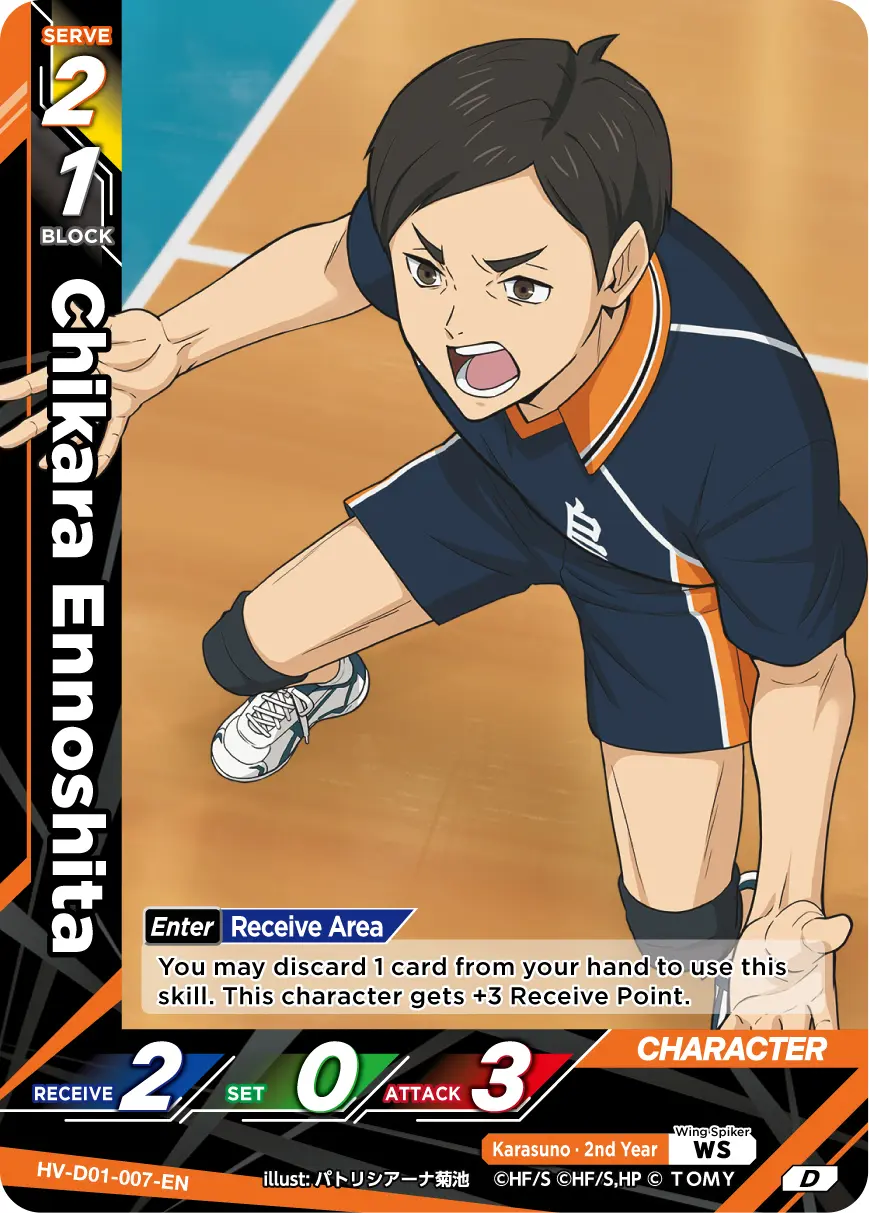 SERVE
2
1
BLOCK
Chikara Ennoshita
烏
Enter Receive Area
You may discard 1 card from your hand to use this
skill. This character gets +3 Receive Point.
CHARACTER
RECEIVE 2 SET 0 ATTACK 3
Wing Spiker
Karasuno · 2nd Year WS
HV-D01-007-EN illust: パトリシアーナ菊池 ©HF/S ©HF/S,HP © TOMY D